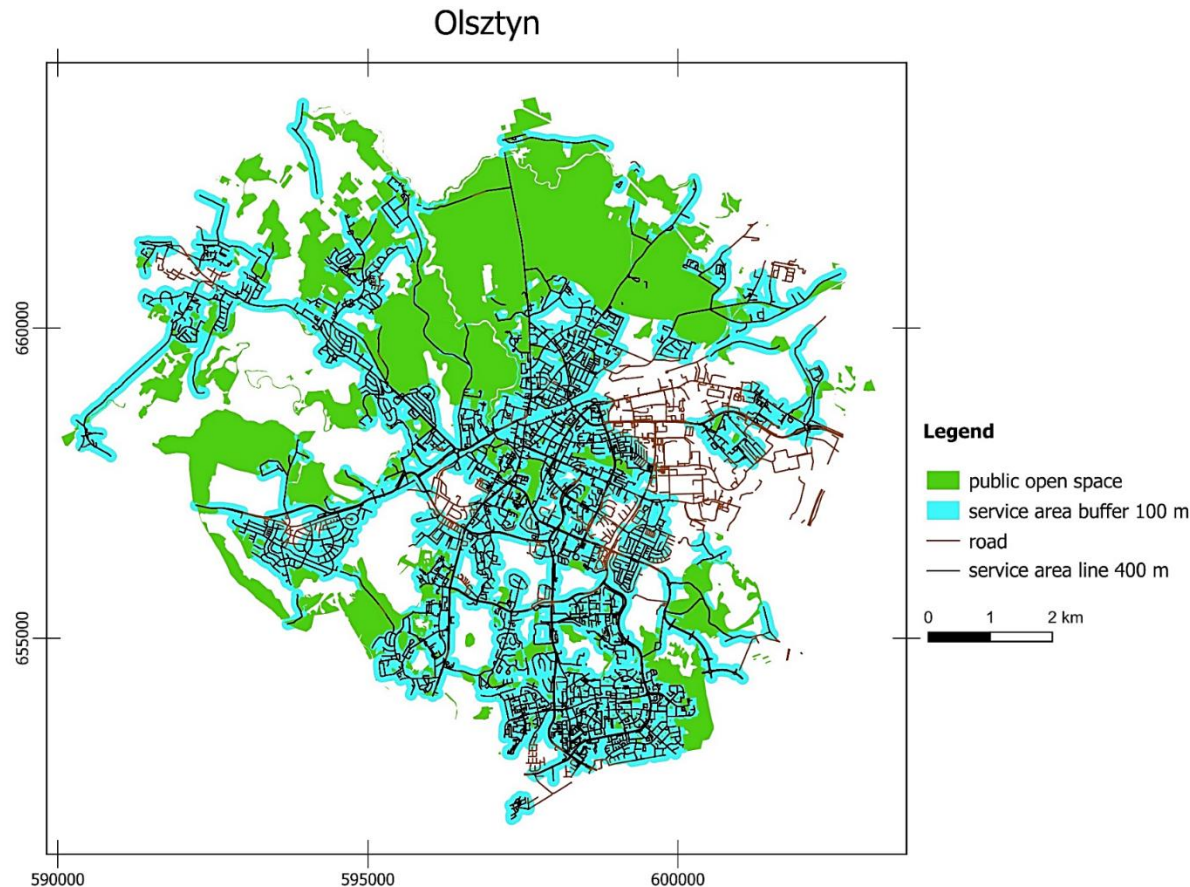 Olsztyn
660000
655000
590000
595000
600000
Legend
public open space
service area buffer 100 m
road
service area line 400 m
0 1 2 km